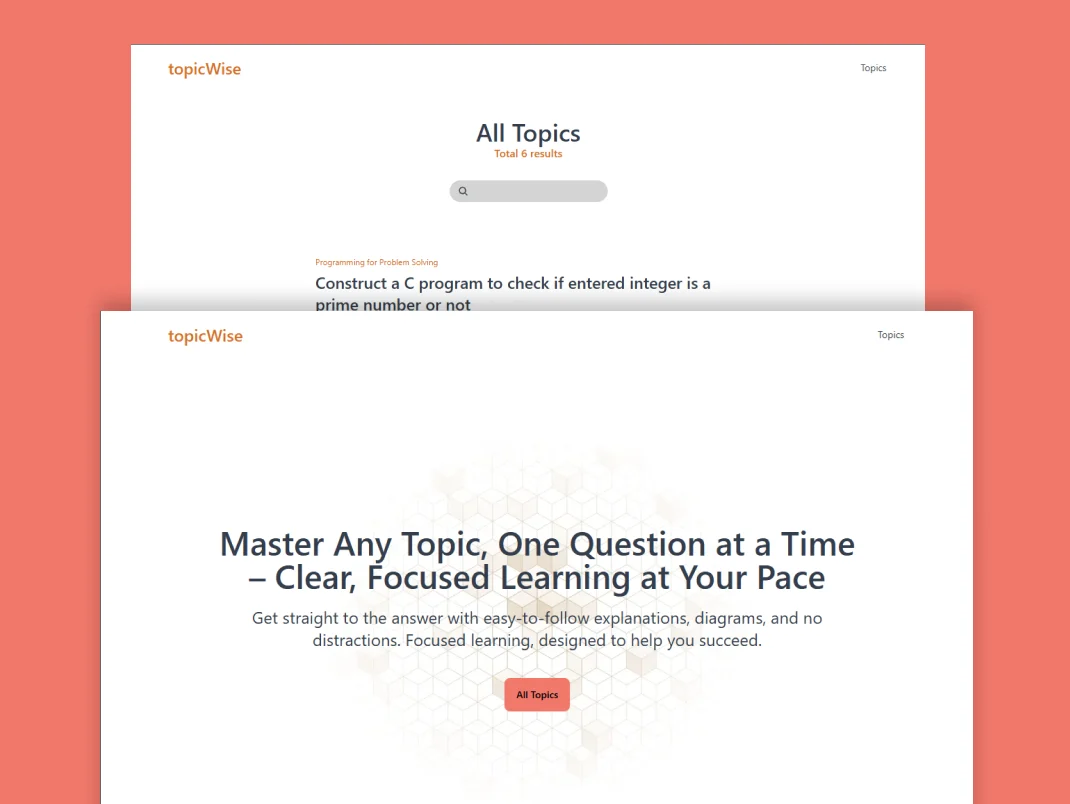 topicWise
Topics
All Topics
Total 6 results
Programming for Problem Solving
Construct a C program to check if entered integer is a
prime number or not
topicWise
Topics
Master Any Topic, One Question at a Time
– Clear, Focused Learning at Your Pace
Get straight to the answer with easy-to-follow explanations, diagrams, and no
distractions. Focused learning, designed to help you succeed.
All Topics